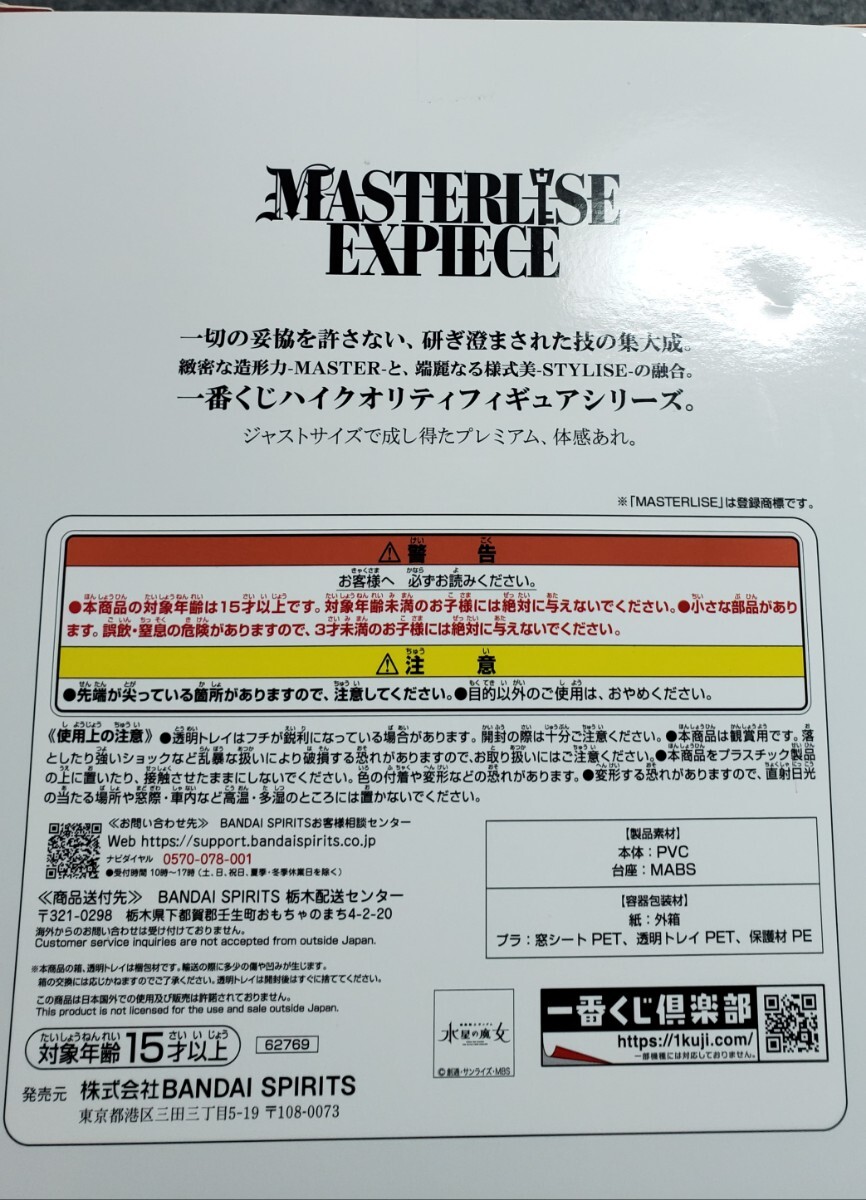 MASTERLISE
EXPIECE
一切の妥協を許さない、研ぎ澄まされた技の集大成。
緻密な造形力-MASTER-と、端麗なる様式美-STYLISE-の融合。
一番くじハイクオリティフィギュアシリーズ。
ジャストサイズで成し得たプレミアム、体感あれ。
※「MASTERLISE」は登録商標です。
⚠警告
お客様へ 必ずお読みください。
●本商品の対象年齢は15才以上です。対象年齢未満のお子様には絶対に与えないでください。●小さな部品があり
ます。誤飲・窒息の危険がありますので、3才未満のお子様には絶対に与えないでください。
⚠注意
●先端が尖っている箇所がありますので、注意してください。●目的以外のご使用は、おやめください。
《使用上の注意》●透明トレイはフチが鋭利になっている場合があります。開封の際は十分ご注意ください。●本商品は観賞用です。落
としたり強いショックなど乱暴な扱いにより破損する恐れがありますので、お取り扱いにはご注意ください。●本商品をプラスチック製品
の上に置いたり、接触させたままにしないでください。色の付着や変形などの恐れがあります。●変形する恐れがありますので、直射日光
の当たる場所や窓際・車内など高温・多湿のところには置かないでください。
≪お問い合わせ先≫ BANDAI SPIRITSお客様相談センター
Web https://support.bandaispirits.co.jp
ナビダイヤル 0570-078-001
●受付時間 10時〜17時(土、日、祝日、夏季・冬季休業日を除く)
≪商品送付先≫ BANDAI SPIRITS 栃木配送センター
〒321-0298 栃木県下都賀郡壬生町おもちゃのまち4-2-20
海外からのお問い合わせは受け付けておりません。
Customer service inquiries are not accepted from outside Japan.
※本商品の箱、透明トレイは梱包材です。輸送の際に多少の傷や凹みが生じます。
箱の交換には応じかねますのでご了承ください。透明トレイは開封後はすぐに捨ててください。
この商品は日本国外での使用及び販売は許諾されておりません。
This product is not licensed for the use and sale outside Japan.
対象年齢15才以上
62769
発売元 株式会社BANDAI SPIRITS
東京都港区三田三丁目5-19 〒108-0073
【製品素材】
本体：PVC
台座：MABS
【容器包装材】
紙：外箱
プラ：窓シート PET、透明トレイ PET、保護材 PE
水星の魔女
©創通・サンライズ・MBS
一番くじ倶楽部
https://1kuji.com/
一部機種には対応しておりません。